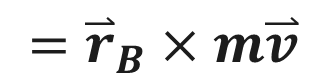 = r⃗_B × mv⃗